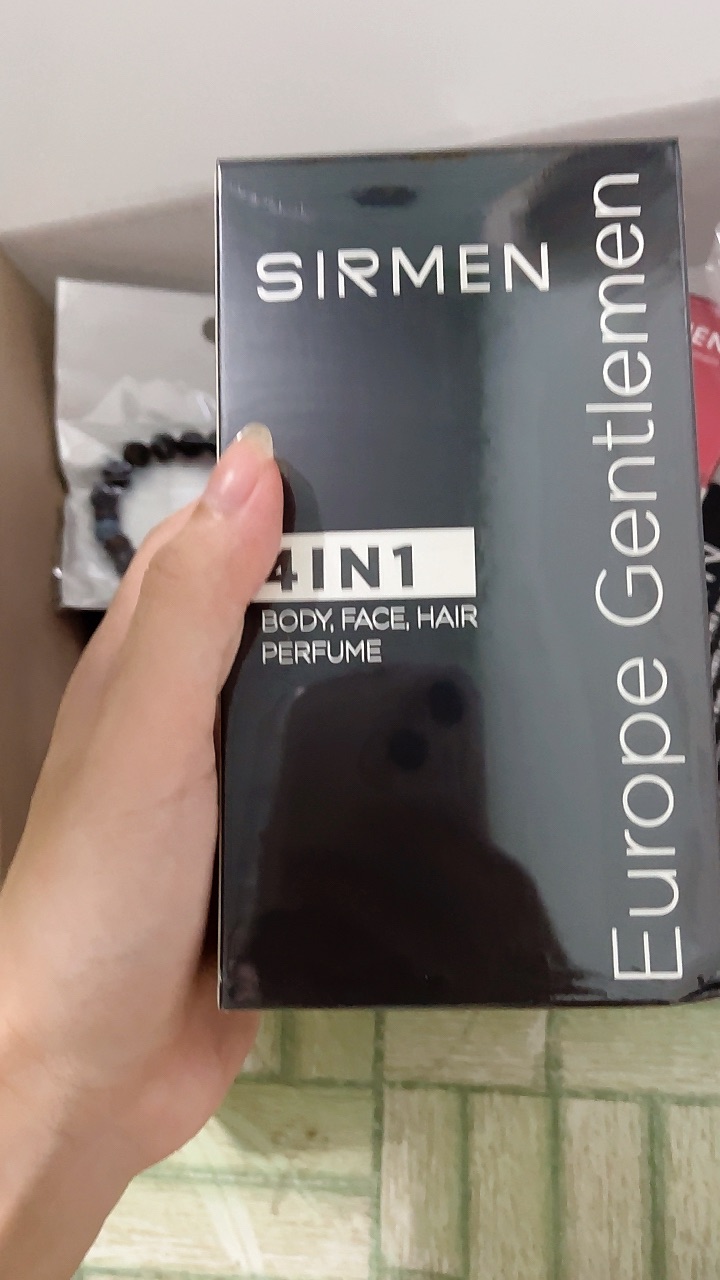 SIRMEN
4IN1
BODY, FACE, HAIR
PERFUME
Europe Gentlemen